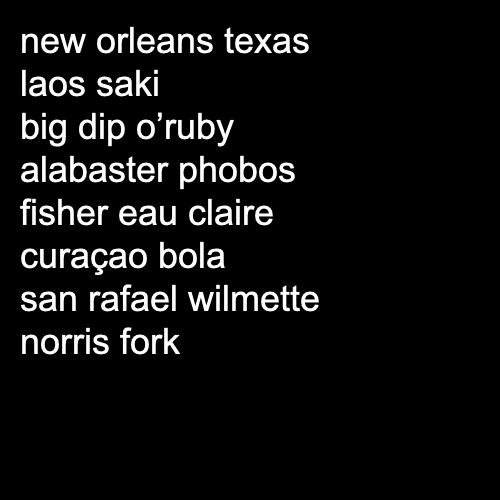 new orleans texas
laos saki
big dip o’ruby
alabaster phobos
fisher eau claire
curaçao bola
san rafael wilmette
norris fork